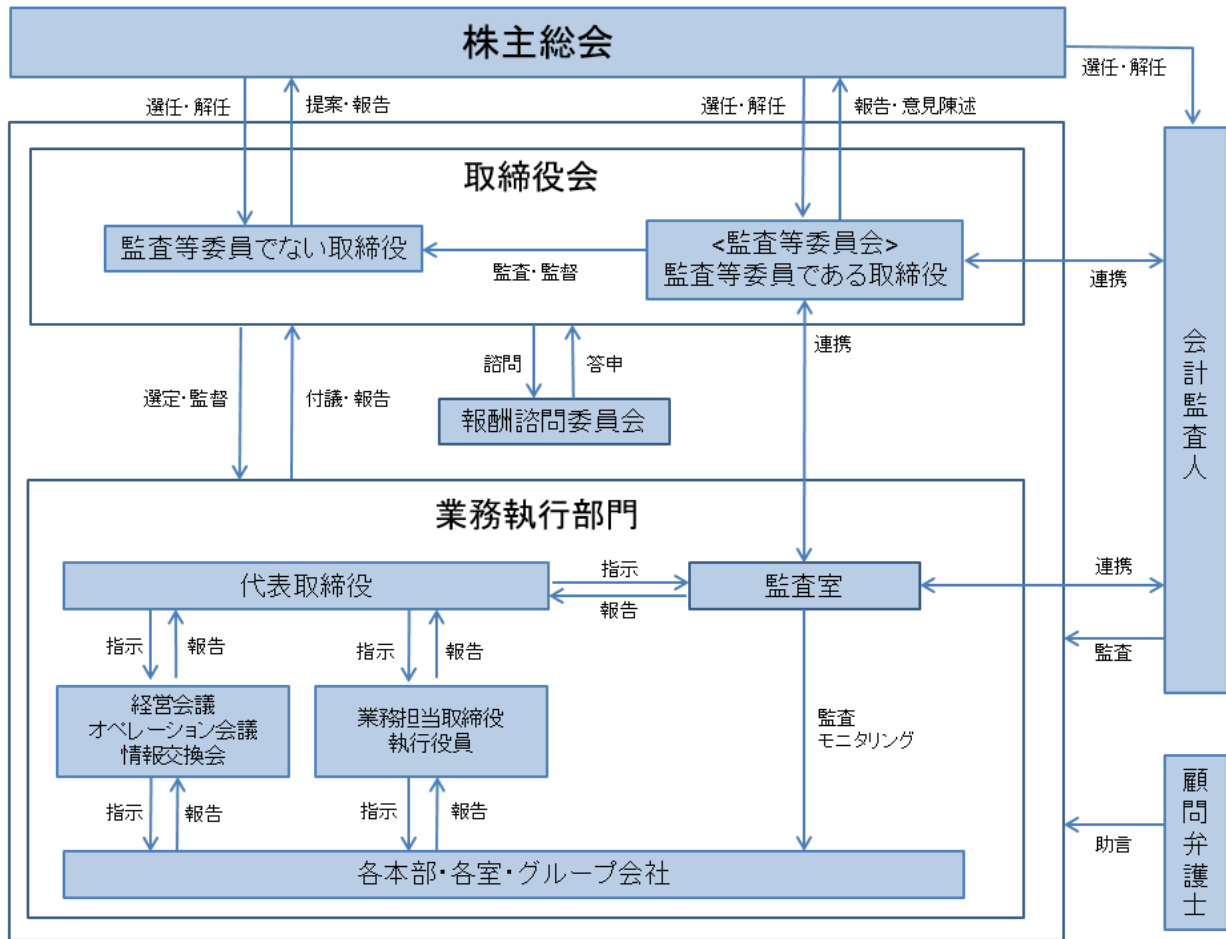 株主総会
選任・解任
選任・解任
提案・報告
選任・解任
報告・意見陳述
取締役会
監査等委員でない取締役
監査・監督
<監査等委員会>
監査等委員である取締役
連携
会計監査人
選定・監督
付議・報告
諮問
答申
連携
報酬諮問委員会
業務執行部門
代表取締役
指示
報告
監査室
連携
指示
報告
指示
報告
監査
経営会議
オペレーション会議
情報交換会
業務担当取締役
執行役員
監査
モニタリング
指示
報告
指示
報告
各本部・各室・グループ会社
助言
顧問弁護士